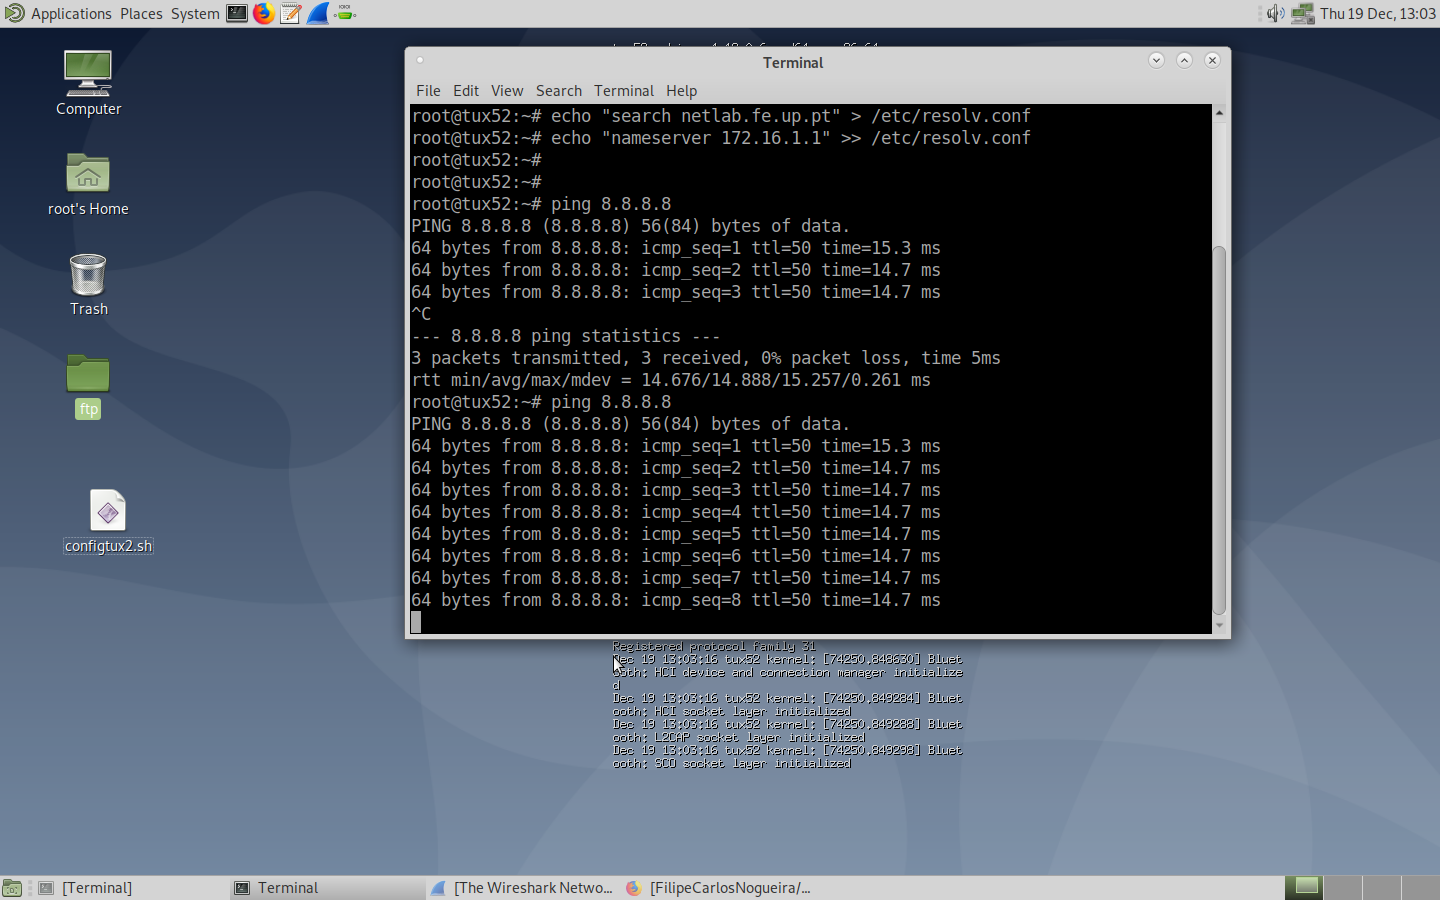 Applications Places System
Thu 19 Dec, 13:03
Computer
root's Home
Trash
ftp
configtux2.sh
Terminal
File Edit View Search Terminal Help
root@tux52:~# echo "search netlab.fe.up.pt" > /etc/resolv.conf
root@tux52:~# echo "nameserver 172.16.1.1" >> /etc/resolv.conf
root@tux52:~#
root@tux52:~#
root@tux52:~# ping 8.8.8.8
PING 8.8.8.8 (8.8.8.8) 56(84) bytes of data.
64 bytes from 8.8.8.8: icmp_seq=1 ttl=50 time=15.3 ms
64 bytes from 8.8.8.8: icmp_seq=2 ttl=50 time=14.7 ms
64 bytes from 8.8.8.8: icmp_seq=3 ttl=50 time=14.7 ms
^C
--- 8.8.8.8 ping statistics ---
3 packets transmitted, 3 received, 0% packet loss, time 5ms
rtt min/avg/max/mdev = 14.676/14.888/15.257/0.261 ms
root@tux52:~# ping 8.8.8.8
PING 8.8.8.8 (8.8.8.8) 56(84) bytes of data.
64 bytes from 8.8.8.8: icmp_seq=1 ttl=50 time=15.3 ms
64 bytes from 8.8.8.8: icmp_seq=2 ttl=50 time=14.7 ms
64 bytes from 8.8.8.8: icmp_seq=3 ttl=50 time=14.7 ms
64 bytes from 8.8.8.8: icmp_seq=4 ttl=50 time=14.7 ms
64 bytes from 8.8.8.8: icmp_seq=5 ttl=50 time=14.7 ms
64 bytes from 8.8.8.8: icmp_seq=6 ttl=50 time=14.7 ms
64 bytes from 8.8.8.8: icmp_seq=7 ttl=50 time=14.7 ms
64 bytes from 8.8.8.8: icmp_seq=8 ttl=50 time=14.7 ms
Registered protocol family 31
Dec 19 13:03:16 tux52 kernel: [74250.848630] Bluet
ooth: HCI device and connection manager initialize
d
Dec 19 13:03:16 tux52 kernel: [74250.849284] Bluet
ooth: HCI socket layer initialized
Dec 19 13:03:16 tux52 kernel: [74250.849288] Bluet
ooth: L2CAP socket layer initialized
Dec 19 13:03:16 tux52 kernel: [74250.849298] Bluet
ooth: SCO socket layer initialized
[Terminal]
Terminal
[The Wireshark Netwo...
[FilipeCarlosNogueira/...